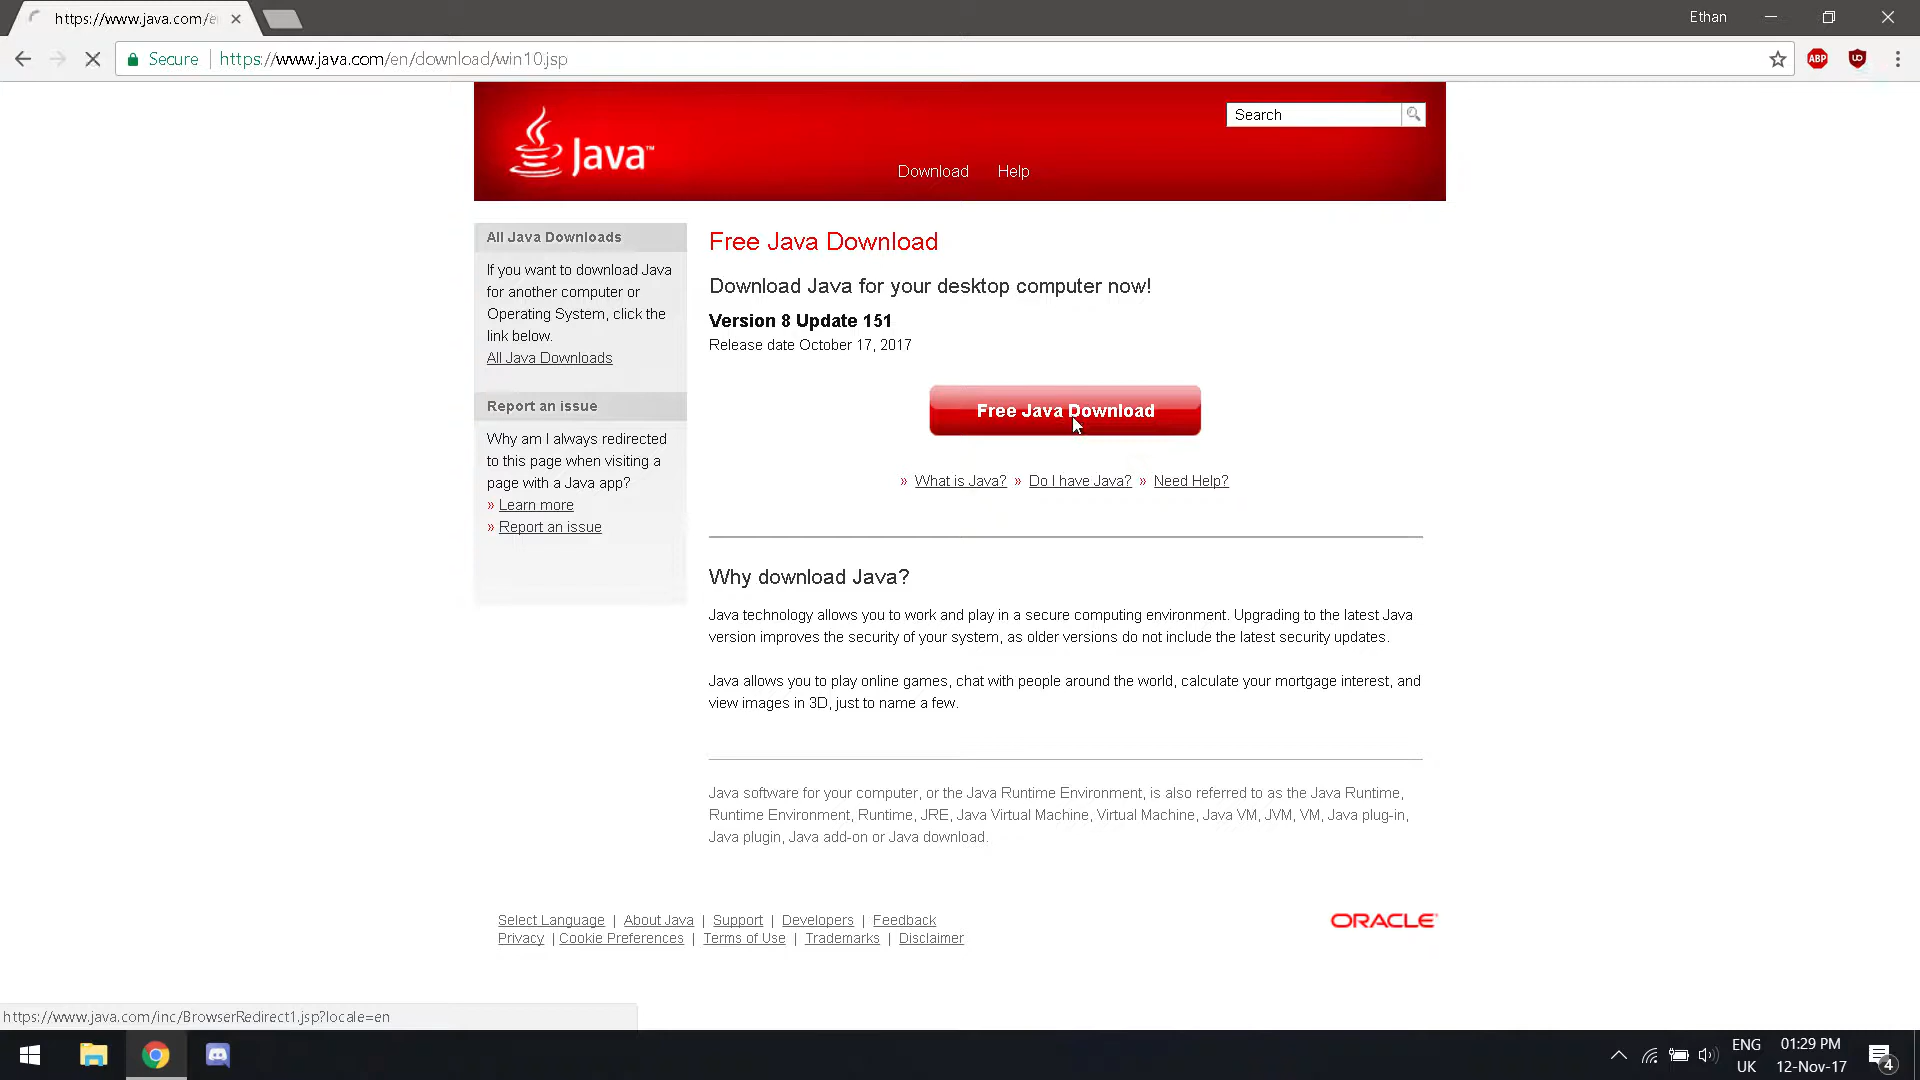 https://www.java.com/e
Ethan
Secure
https://www.java.com/en/download/win10.jsp
ABP
Java™
Search
Download Help
All Java Downloads
If you want to download Java
for another computer or
Operating System, click the
link below.
All Java Downloads
Report an issue
Why am I always redirected
to this page when visiting a
page with a Java app?
» Learn more
» Report an issue
Free Java Download
Download Java for your desktop computer now!
Version 8 Update 151
Release date October 17, 2017
Free Java Download
» What is Java? » Do I have Java? » Need Help?
Why download Java?
Java technology allows you to work and play in a secure computing environment. Upgrading to the latest Java
version improves the security of your system, as older versions do not include the latest security updates.
Java allows you to play online games, chat with people around the world, calculate your mortgage interest, and
view images in 3D, just to name a few.
Java software for your computer, or the Java Runtime Environment, is also referred to as the Java Runtime,
Runtime Environment, Runtime, JRE, Java Virtual Machine, Virtual Machine, Java VM, JVM, VM, Java plug-in,
Java plugin, Java add-on or Java download.
Select Language | About Java | Support | Developers | Feedback
Privacy | Cookie Preferences | Terms of Use | Trademarks | Disclaimer
ORACLE
https://www.java.com/inc/BrowserRedirect1.jsp?locale=en
ENG
UK
01:29 PM
12-Nov-17
4